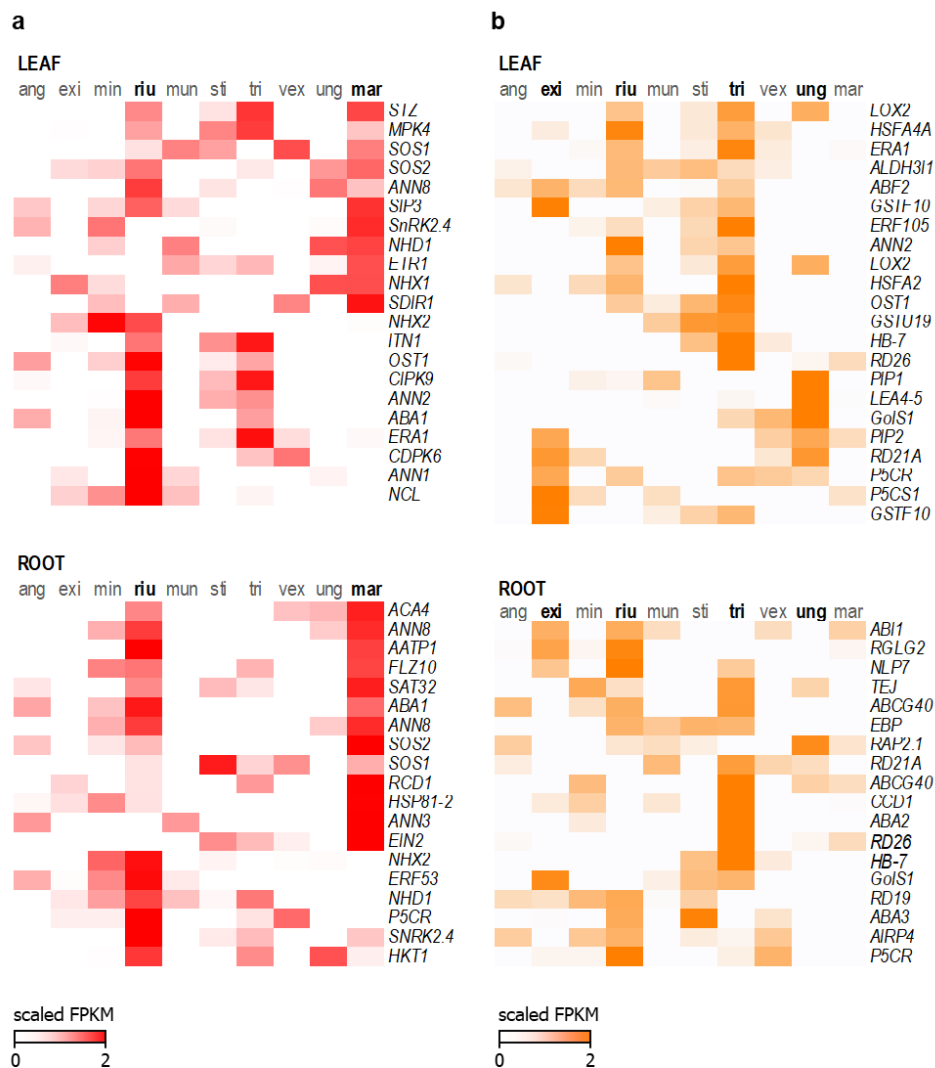 a
LEAF
ang exi min riu mun sti tri vex ung mar
STZ
MPK4
SOS1
SOS2
ANN8
SIP3
SnRK2.4
NHD1
ETR1
NHX1
SDIR1
NHX2
ITN1
OST1
CIPK9
ANN2
ABA1
ERA1
CDPK6
ANN1
NCL
ROOT
ang exi min riu mun sti tri vex ung mar
ACA4
ANN8
AATP1
FLZ10
SAT32
ABA1
ANN8
SOS2
SOS1
RCD1
HSP81-2
ANN3
EIN2
NHX2
ERF53
NHD1
P5CR
SNRK2.4
HKT1
scaled FPKM
0 2
b
LEAF
ang exi min riu mun sti tri vex ung mar
LOX2
HSFA4A
ERA1
ALDH3I1
ABF2
GSTF10
ERF105
ANN2
LOX2
HSFA2
OST1
GSTU19
HB-7
RD26
PIP1
LEA4-5
GolS1
PIP2
RD21A
P5CR
P5CS1
GSTF10
ROOT
ang exi min riu mun sti tri vex ung mar
ABI1
RGLG2
NLP7
TEJ
ABCG40
EBP
RAP2.1
RD21A
ABCG40
CCD1
ABA2
RD26
HB-7
GolS1
RD19
ABA3
AIRP4
P5CR
scaled FPKM
0 2